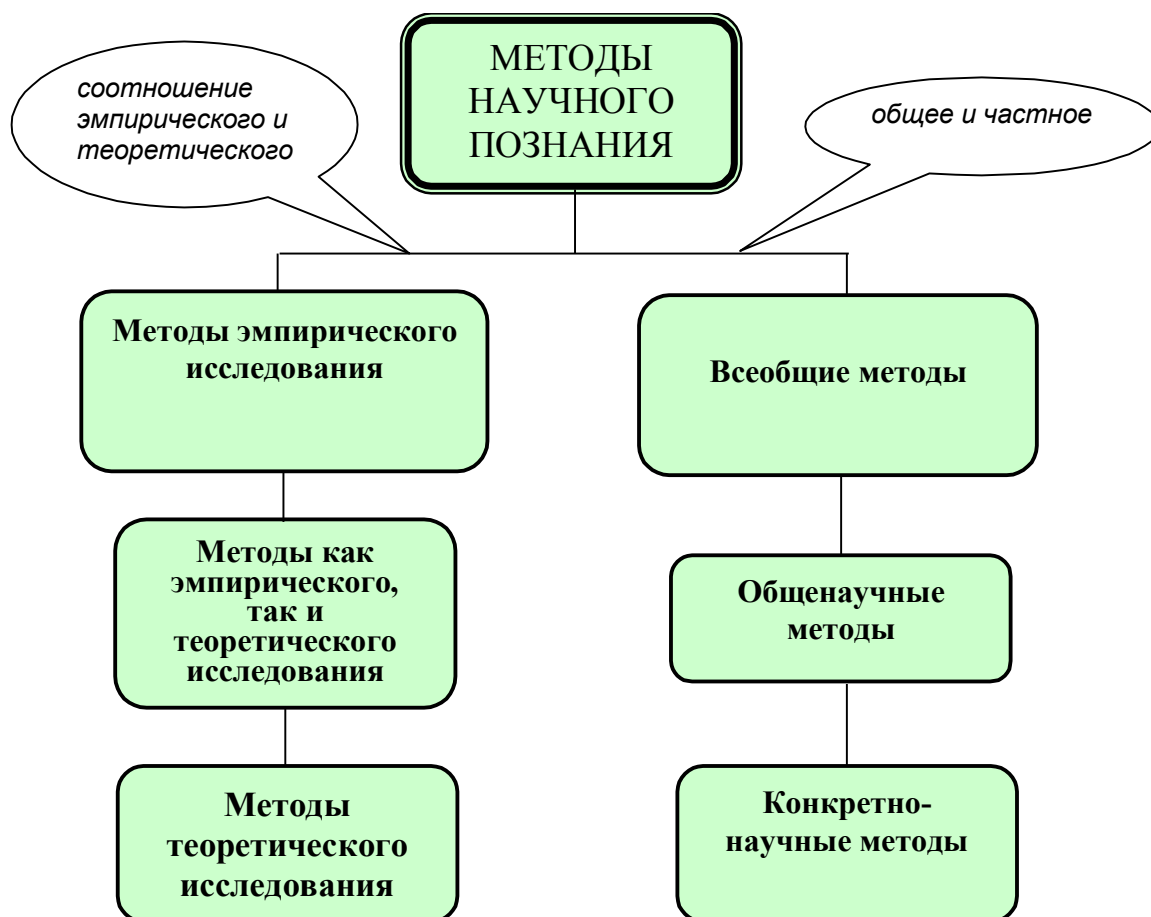 МЕТОДЫ
НАУЧНОГО
ПОЗНАНИЯ
соотношение
эмпирического и
теоретического
общее и частное
Методы эмпирического
исследования
Методы как
эмпирического,
так и
теоретического
исследования
Методы
теоретического
исследования
Всеобщие методы
Общенаучные
методы
Конкретно-
научные методы